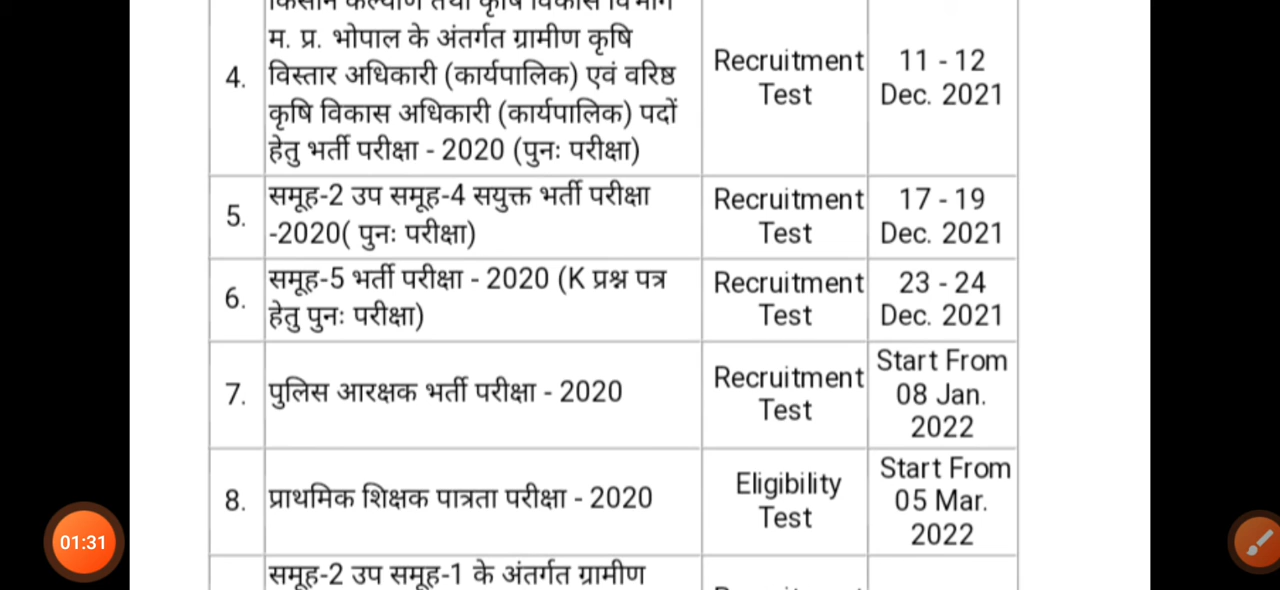 किसान कल्याण तथा कृषि विकास विभाग
म. प्र. भोपाल के अंतर्गत ग्रामीण कृषि
4. विस्तार अधिकारी (कार्यपालिक) एवं वरिष्ठ
कृषि विकास अधिकारी (कार्यपालिक) पदों
हेतु भर्ती परीक्षा - 2020 (पुनः परीक्षा)
Recruitment
Test
11 - 12
Dec. 2021
5. समूह-2 उप समूह-4 सयुक्त भर्ती परीक्षा
-2020( पुनः परीक्षा)
Recruitment
Test
17 - 19
Dec. 2021
6. समूह-5 भर्ती परीक्षा - 2020 (K प्रश्न पत्र
हेतु पुनः परीक्षा)
Recruitment
Test
23 - 24
Dec. 2021
7. पुलिस आरक्षक भर्ती परीक्षा - 2020
Recruitment
Test
Start From
08 Jan.
2022
8. प्राथमिक शिक्षक पात्रता परीक्षा - 2020
Eligibility
Test
Start From
05 Mar.
2022
समूह-2 उप समूह-1 के अंतर्गत ग्रामीण
01:31